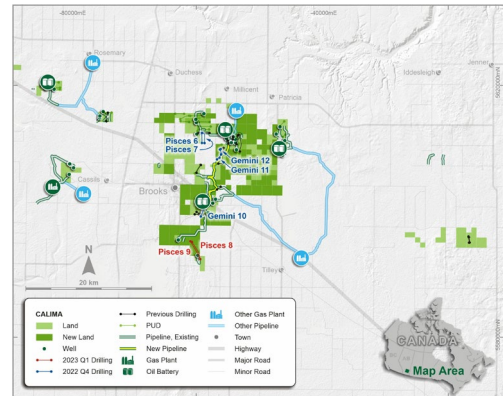 -80000mE
-40000mE
Rosemary
Duchess
Millicent
Patricia
Iddesleigh
Jenner
Pisces 6
Pisces 7
Gemini 12
Gemini 11
Cassils
Brooks
Gemini 10
Pisces 9
Pisces 8
Tilley
N
20 km
CALIMA
Land
New Land
Well
2023 Q1 Drilling
2022 Q4 Drilling
Previous Drilling
PUD
Pipeline, Existing
New Pipeline
Gas Plant
Oil Battery
Other Gas Plant
Other Pipeline
Town
Highway
Major Road
Minor Road
CANADA
Map Area